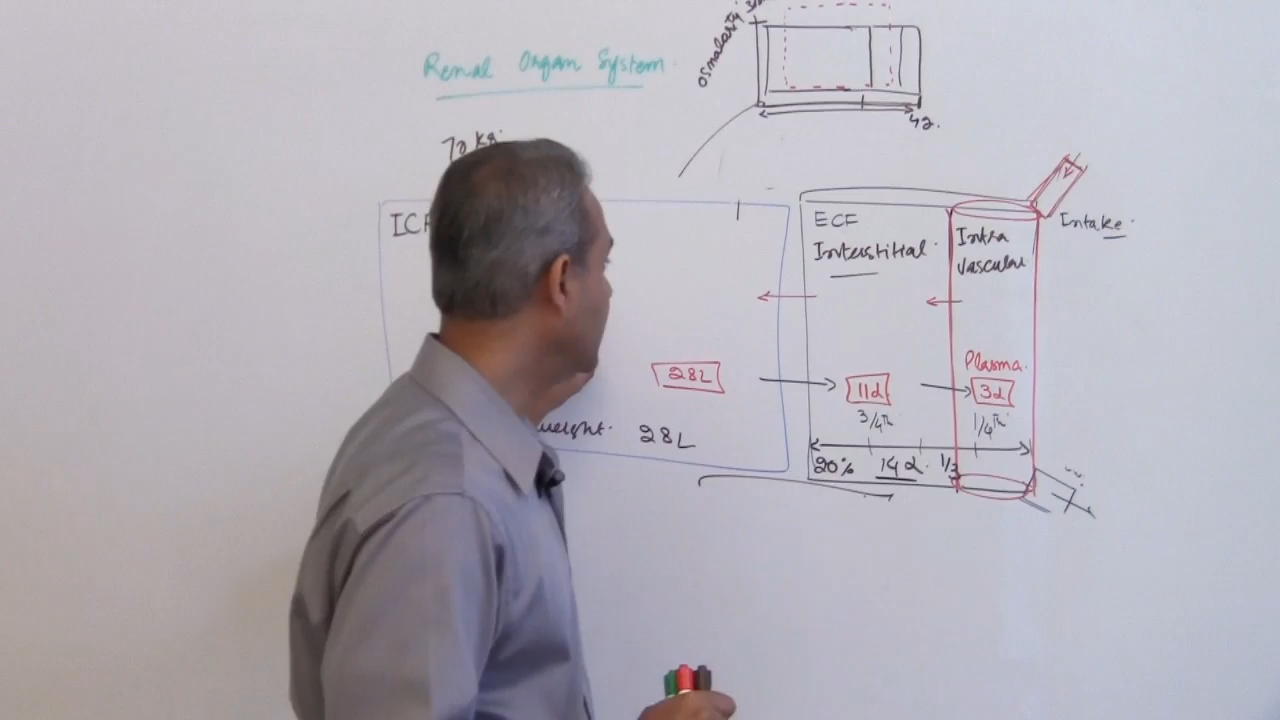 Renal Organ System.
osmolarity
42.
70 kg.
ICF
ECF
Interstitial.
Intra
vascular
Intake.
28L
11L
3/4th
Plasma.
3L
1/4th
weight. 28L
20% 14L. 1/3